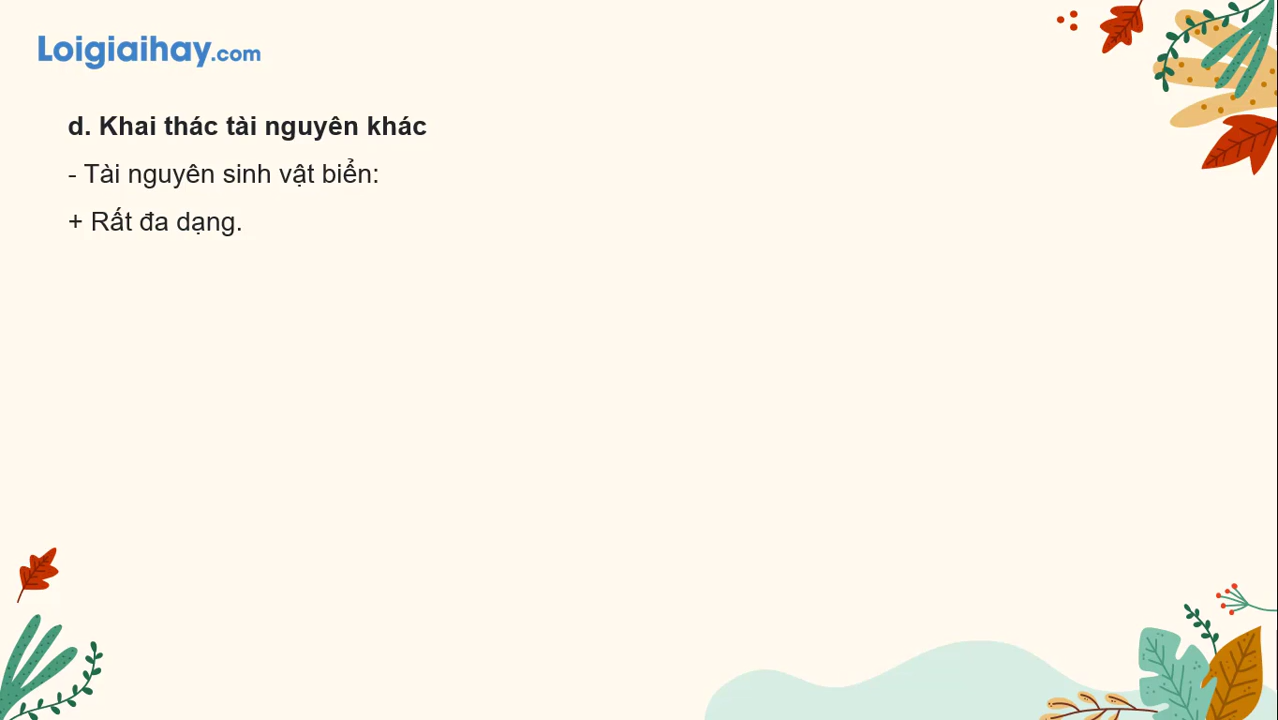 Loigiaihay.com
d. Khai thác tài nguyên khác
- Tài nguyên sinh vật biển:
+ Rất đa dạng.